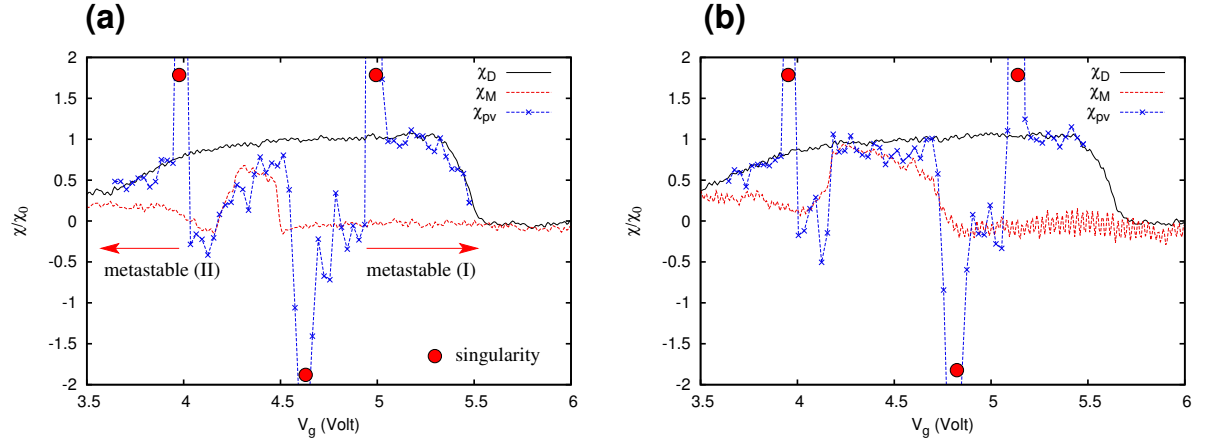 (a)
2
1.5
1
0.5
0
-0.5
-1
-1.5
-2
χ/χ0
χD
χM
χpv
metastable (II)
metastable (I)
singularity
3.5 4 4.5 5 5.5 6
V_g (Volt)
(b)
2
1.5
1
0.5
0
-0.5
-1
-1.5
-2
χ/χ0
χD
χM
χpv
3.5 4 4.5 5 5.5 6
V_g (Volt)